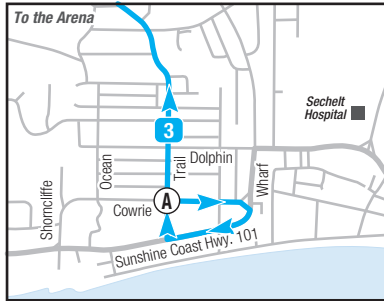 To the Arena
Sechelt
Hospital
3
Ocean
Trail
Dolphin
Wharf
Shorncliffe
A
Cowrie
Sunshine Coast Hwy. 101